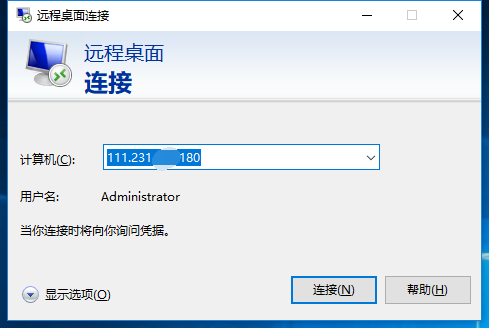 远程桌面连接
远程桌面
连接
计算机(C): 111.231 180
用户名: Administrator
当你连接时将向你询问凭据。
显示选项(O) 连接(N) 帮助(H)